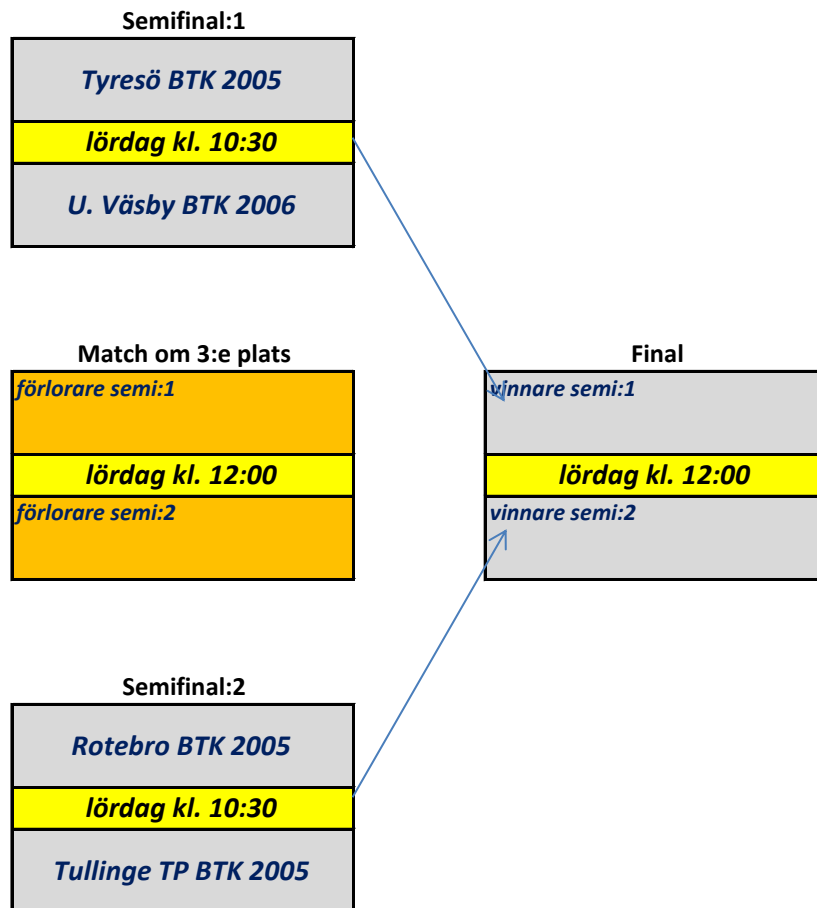 Semifinal:1
Tyresö BTK 2005
lördag kl. 10:30
U. Väsby BTK 2006
Match om 3:e plats
förlorare semi:1
lördag kl. 12:00
förlorare semi:2
Final
vinnare semi:1
lördag kl. 12:00
vinnare semi:2
Semifinal:2
Rotebro BTK 2005
lördag kl. 10:30
Tullinge TP BTK 2005